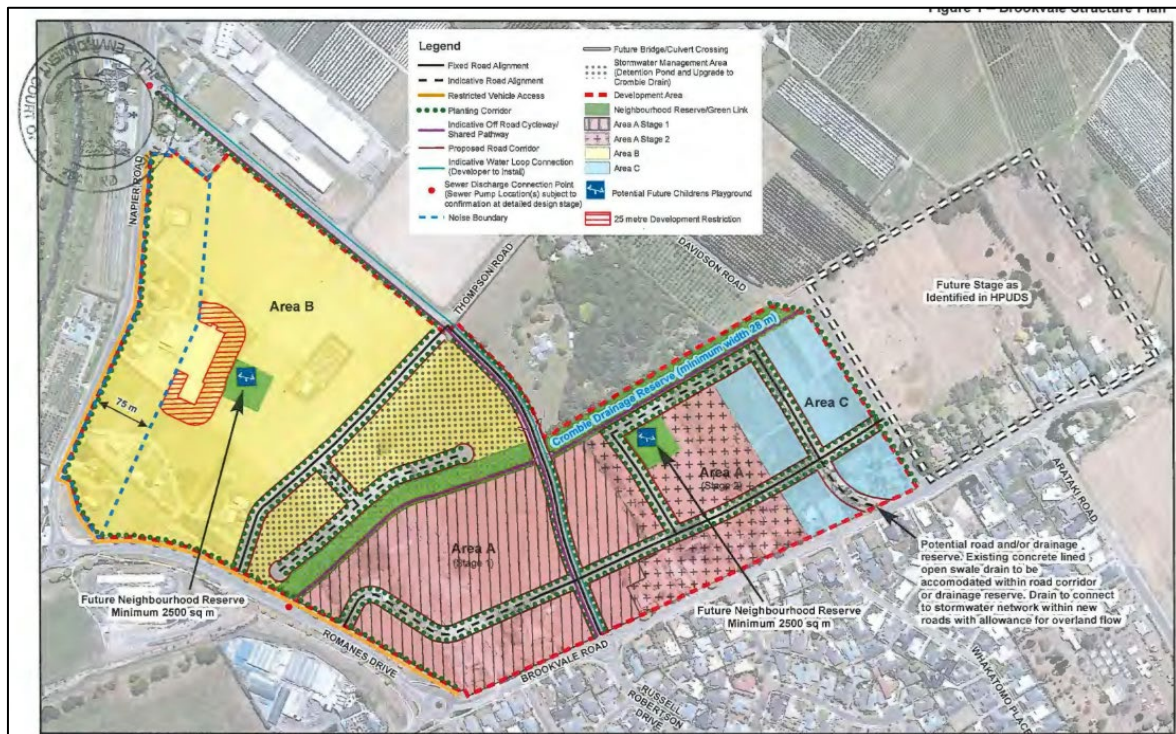 Figure 1 – Brookvale Structure Plan
Legend
Fixed Road Alignment
Indicative Road Alignment
Restricted Vehicle Access
Planting Corridor
Indicative Off Road Cycleway/
Shared Pathway
Proposed Road Corridor
Indicative Water Loop Connection
(Developer to Install)
Sewer Discharge Connection Point
(Sewer Pump Location(s) subject to
confirmation at detailed design stage)
Noise Boundary
Future Bridge/Culvert Crossing
Stormwater Management Area
(Detention Pond and Upgrade to
Crombie Drain)
Development Area
Neighbourhood Reserve/Green Link
Area A Stage 1
Area A Stage 2
Area B
Area C
Potential Future Childrens Playground
25 metre Development Restriction
NAPIER ROAD
THOMPSON ROAD
DAVIDSON ROAD
Future Stage as
Identified in HPUDS
Area B
75 m
Crombie Drainage Reserve (minimum width 28 m)
Area C
Area A
(Stage 2)
Area A
(Stage 1)
ARATAKI ROAD
Future Neighbourhood Reserve
Minimum 2500 sq m
Future Neighbourhood Reserve
Minimum 2500 sq m
Potential road and/or drainage
reserve. Existing concrete lined
open swale drain to be
accomodated within road corridor
or drainage reserve. Drain to connect
to stormwater network within new
roads with allowance for overland flow
ROMANES DRIVE
BROOKVALE ROAD
RUSSELL
ROBERTSON
DRIVE
WHAKATOMO PLACE